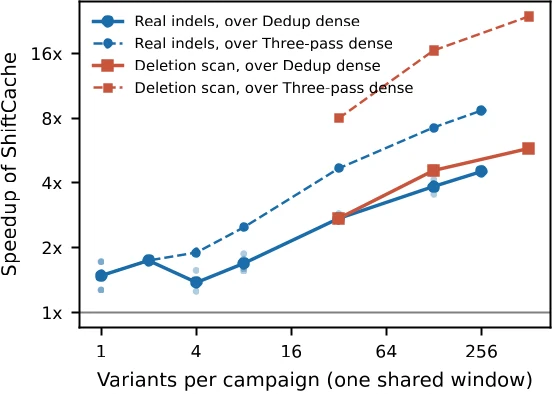 Real indels, over Dedup dense
Real indels, over Three-pass dense
Deletion scan, over Dedup dense
Deletion scan, over Three-pass dense
Speedup of ShiftCache
16x
8x
4x
2x
1x
1 4 16 64 256
Variants per campaign (one shared window)